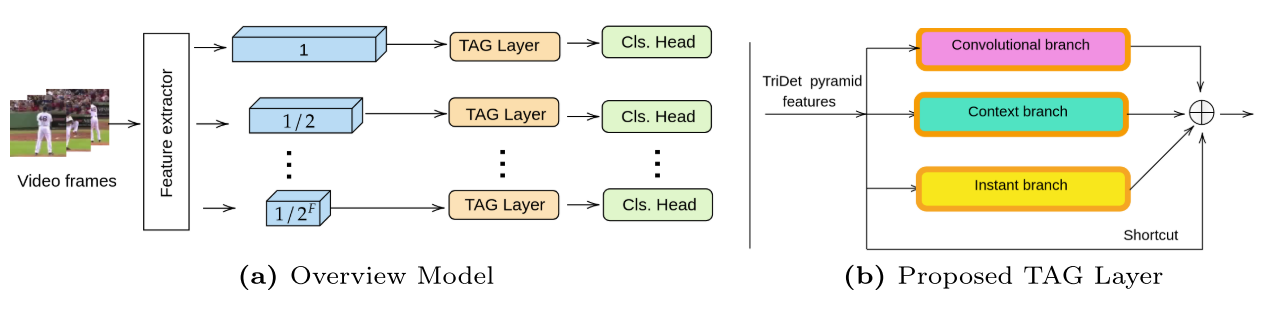 Video frames
Feature extractor
1
TAG Layer
Cls. Head
1/2
TAG Layer
Cls. Head
1/2^F
TAG Layer
Cls. Head
(a) Overview Model
TriDet pyramid
features
Convolutional branch
Context branch
Instant branch
Shortcut
(b) Proposed TAG Layer